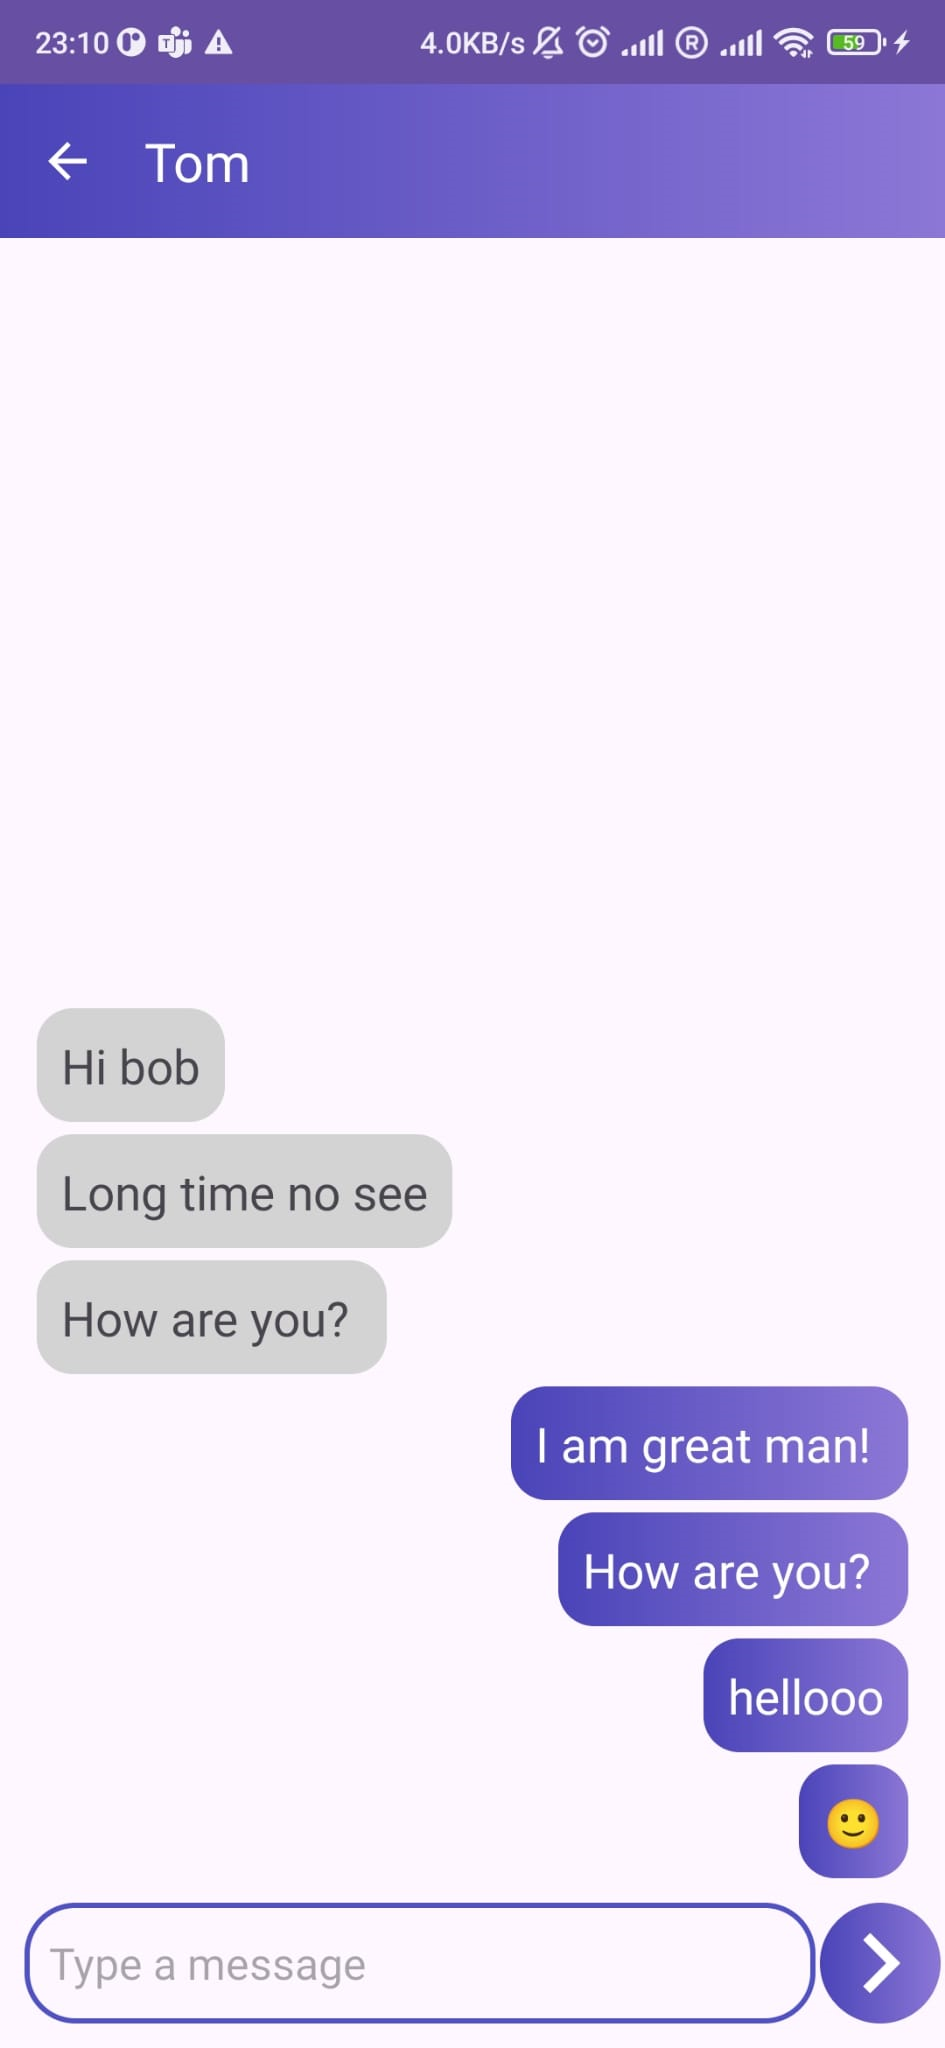 23:10 4.0KB/s R 59
Tom
Hi bob
Long time no see
How are you?
I am great man!
How are you?
hellooo
🙂
Type a message